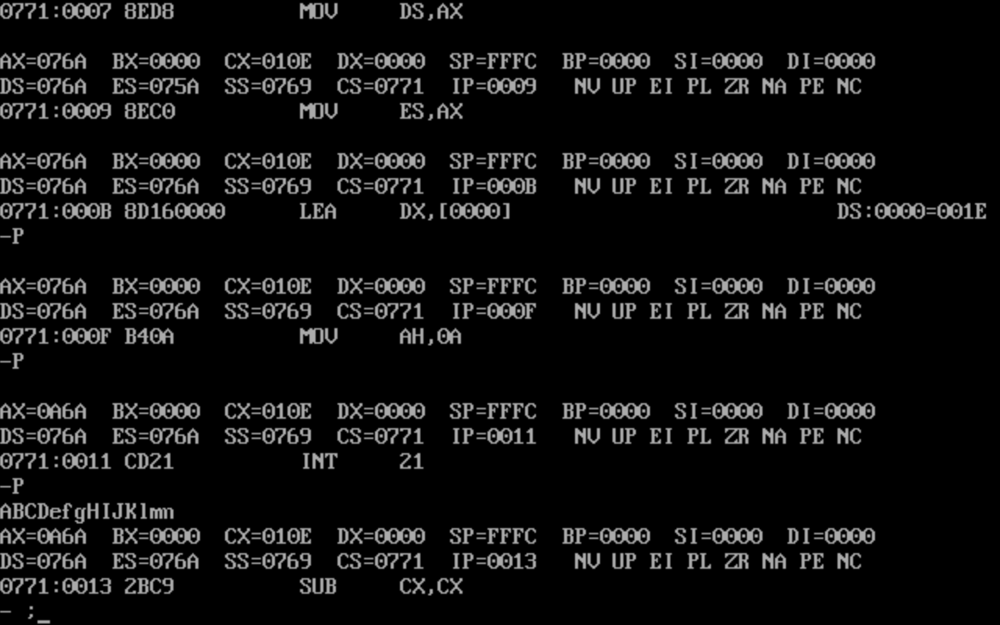 0771:0007 8ED8          MOV     DS,AX
AX=076A  BX=0000  CX=010E  DX=0000  SP=FFFC  BP=0000  SI=0000  DI=0000
DS=076A  ES=075A  SS=0769  CS=0771  IP=0009   NV UP EI PL ZR NA PE NC
0771:0009 8EC0          MOV     ES,AX
AX=076A  BX=0000  CX=010E  DX=0000  SP=FFFC  BP=0000  SI=0000  DI=0000
DS=076A  ES=076A  SS=0769  CS=0771  IP=000B   NV UP EI PL ZR NA PE NC
0771:000B 8D160000      LEA     DX,[0000]                          DS:0000=001E
-P
AX=076A  BX=0000  CX=010E  DX=0000  SP=FFFC  BP=0000  SI=0000  DI=0000
DS=076A  ES=076A  SS=0769  CS=0771  IP=000F   NV UP EI PL ZR NA PE NC
0771:000F B40A          MOV     AH,0A
-P
AX=0A6A  BX=0000  CX=010E  DX=0000  SP=FFFC  BP=0000  SI=0000  DI=0000
DS=076A  ES=076A  SS=0769  CS=0771  IP=0011   NV UP EI PL ZR NA PE NC
0771:0011 CD21          INT     21
-P
ABCDefgHIJKlmn
AX=0A6A  BX=0000  CX=010E  DX=0000  SP=FFFC  BP=0000  SI=0000  DI=0000
DS=076A  ES=076A  SS=0769  CS=0771  IP=0013   NV UP EI PL ZR NA PE NC
0771:0013 2BC9          SUB     CX,CX
- ;_